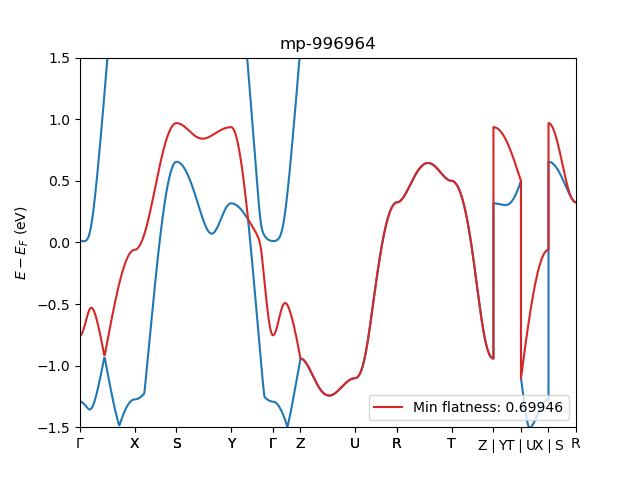 mp-996964
E − E_F (eV)
1.5
1.0
0.5
0.0
−0.5
−1.0
−1.5
Min flatness: 0.69946
Γ X S Y Γ Z U R T Z | YT | UX | S R